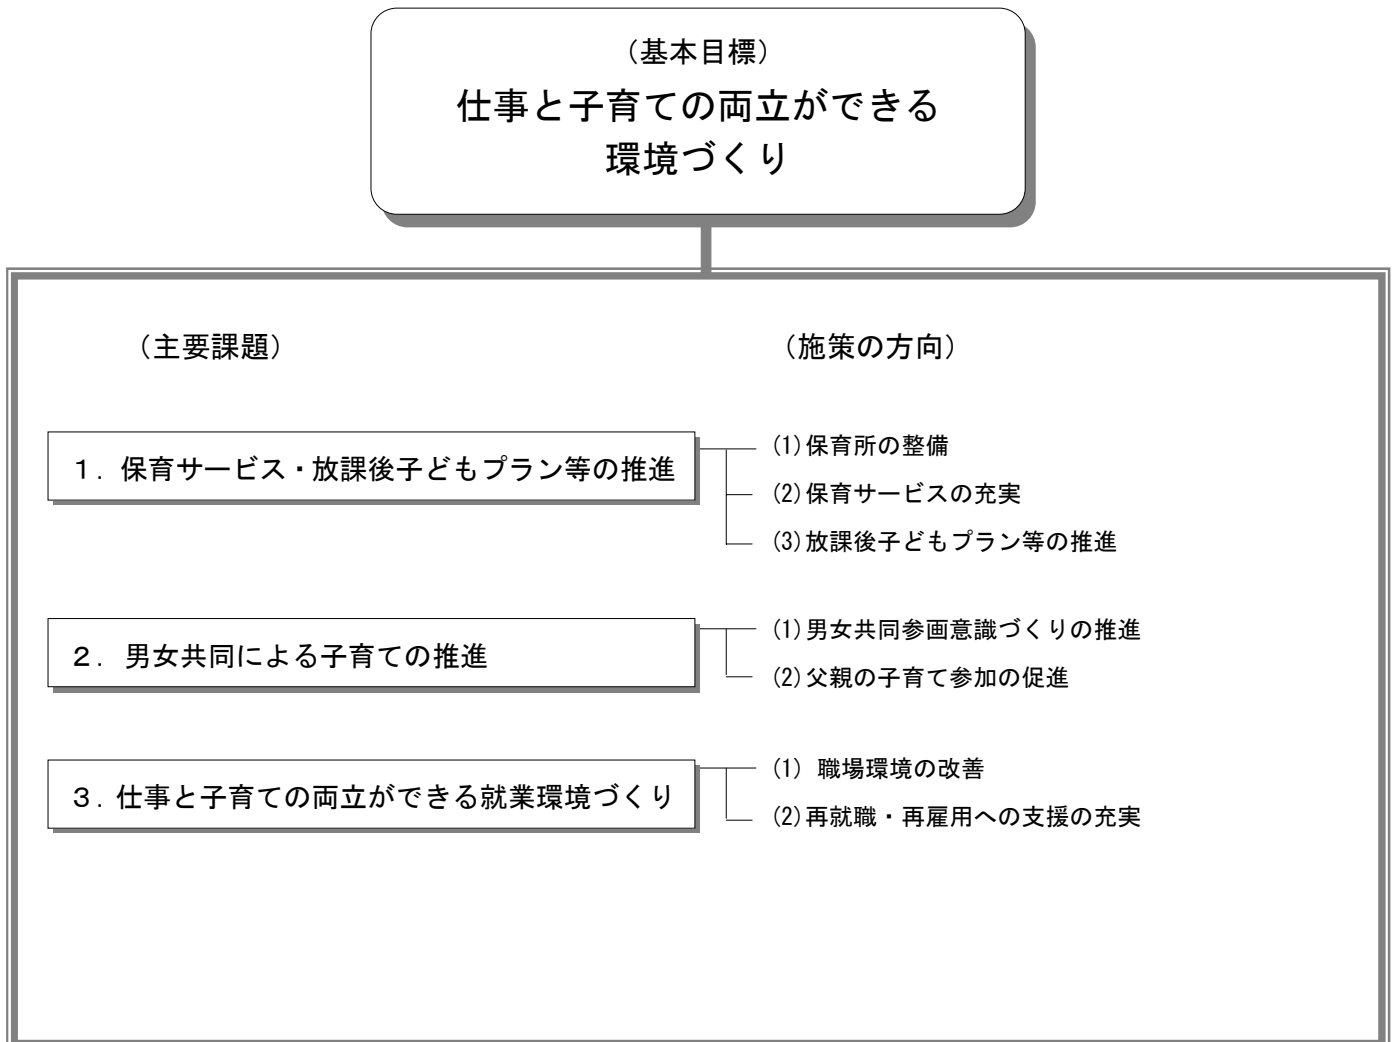 （基本目標）
仕事と子育ての両立ができる
環境づくり
（主要課題）
（施策の方向）
１．保育サービス・放課後子どもプラン等の推進
(1)保育所の整備
(2)保育サービスの充実
(3)放課後子どもプラン等の推進
２． 男女共同による子育ての推進
(1)男女共同参画意識づくりの推進
(2)父親の子育て参加の促進
３．仕事と子育ての両立ができる就業環境づくり
(1) 職場環境の改善
(2)再就職・再雇用への支援の充実